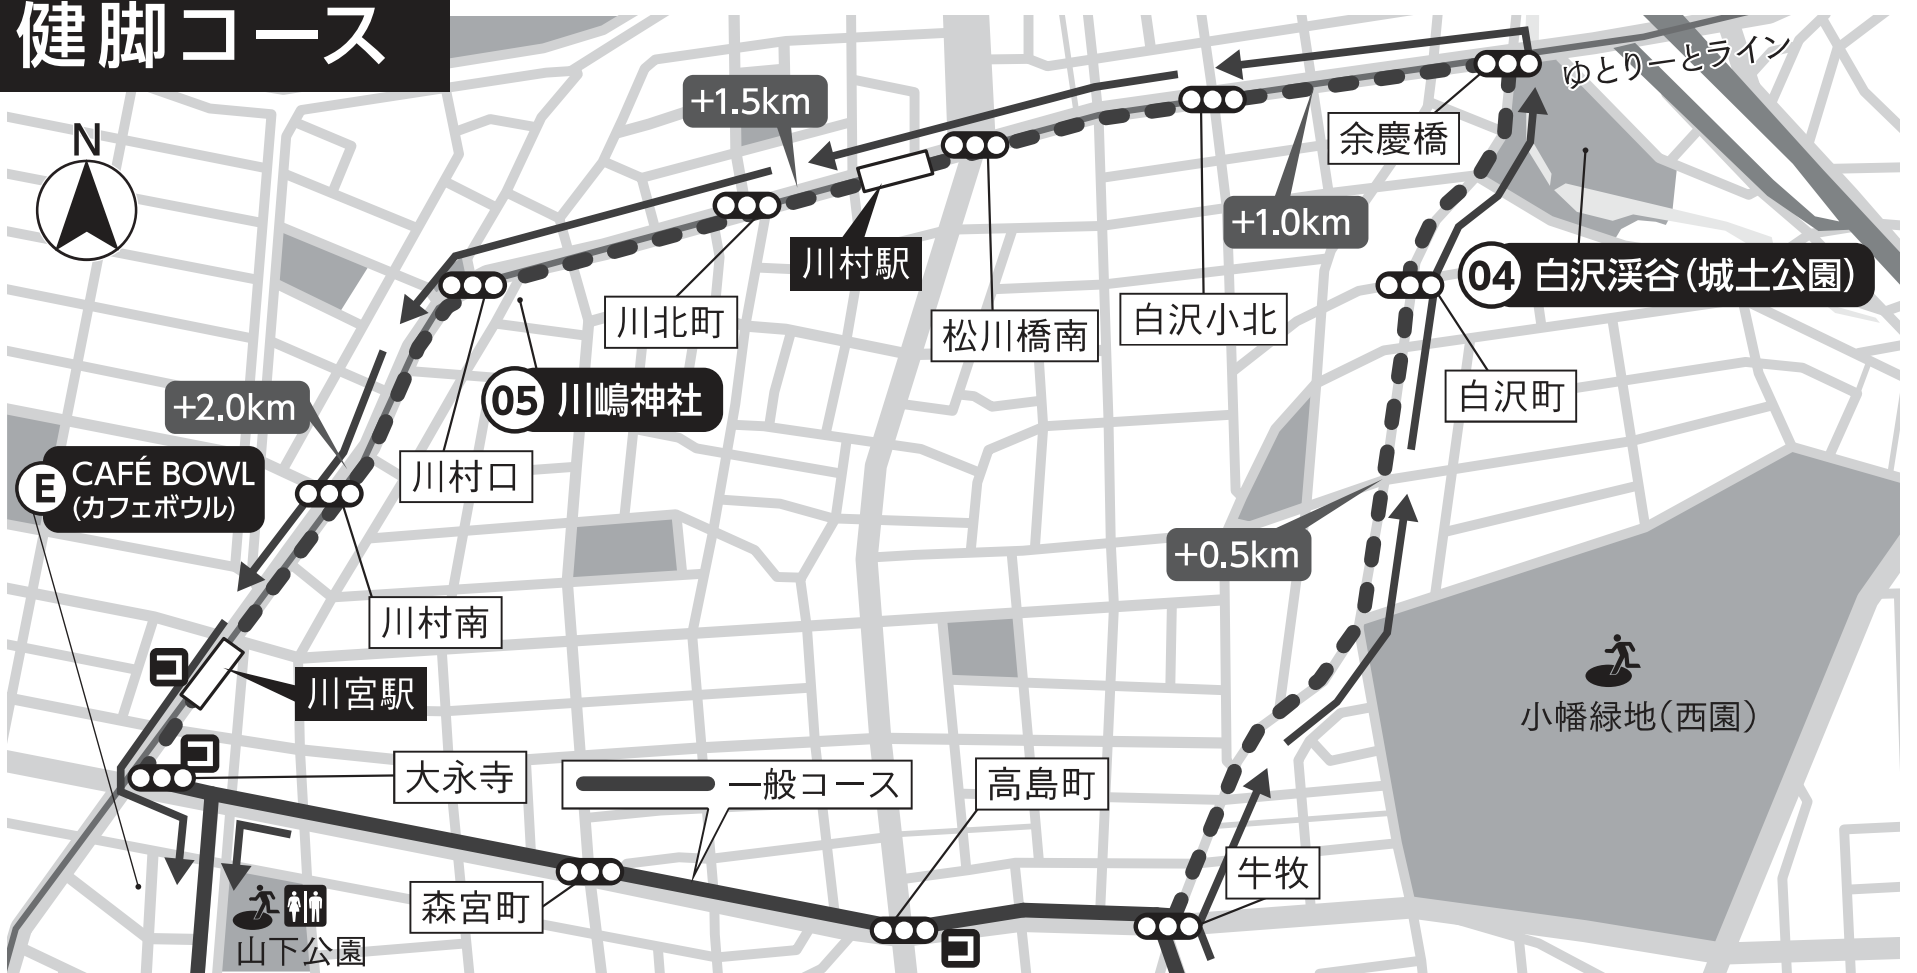 健脚コース
N
ゆとりーとライン
+1.5km
余慶橋
+1.0km
川村駅
04 白沢渓谷(城土公園)
川北町
松川橋南
白沢小北
白沢町
05 川嶋神社
+2.0km
E CAFÉ BOWL
(カフェボウル)
川村口
+0.5km
川村南
川宮駅
小幡緑地(西園)
大永寺
一般コース
高島町
牛牧
森宮町
山下公園